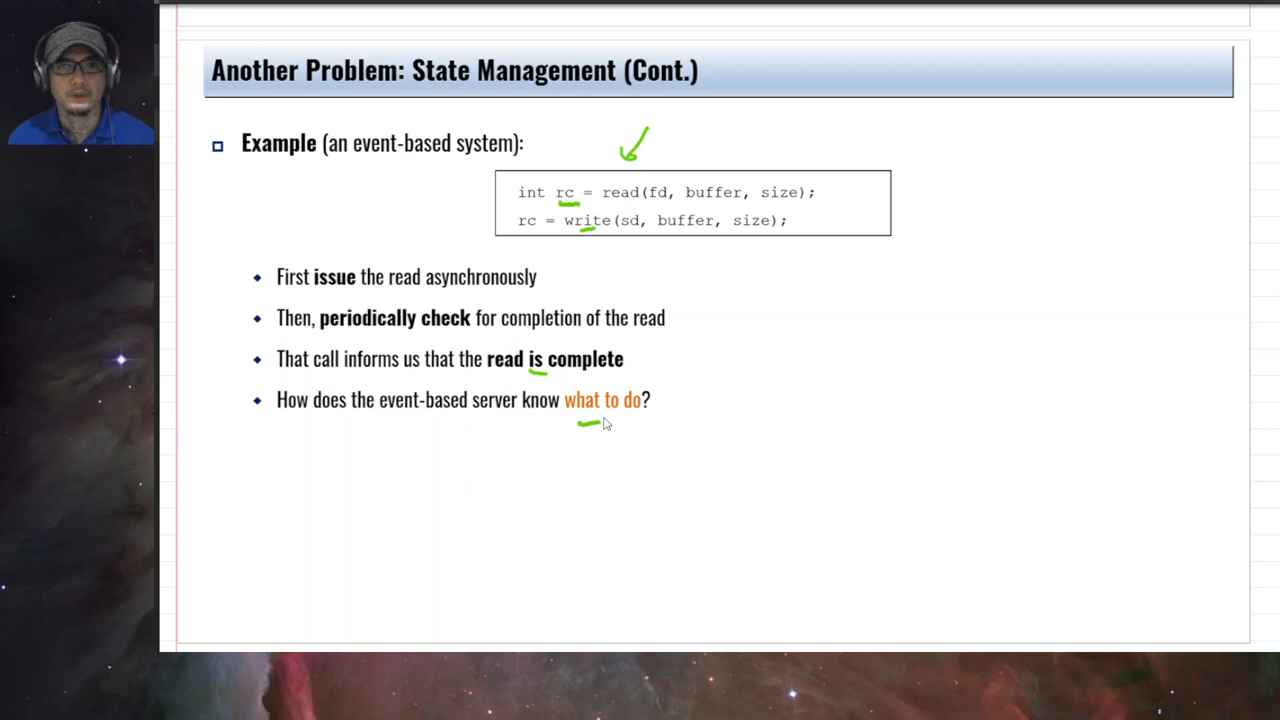 Another Problem: State Management (Cont.)
Example (an event-based system):
int rc = read(fd, buffer, size);
rc = write(sd, buffer, size);
First issue the read asynchronously
Then, periodically check for completion of the read
That call informs us that the read is complete
How does the event-based server know what to do?